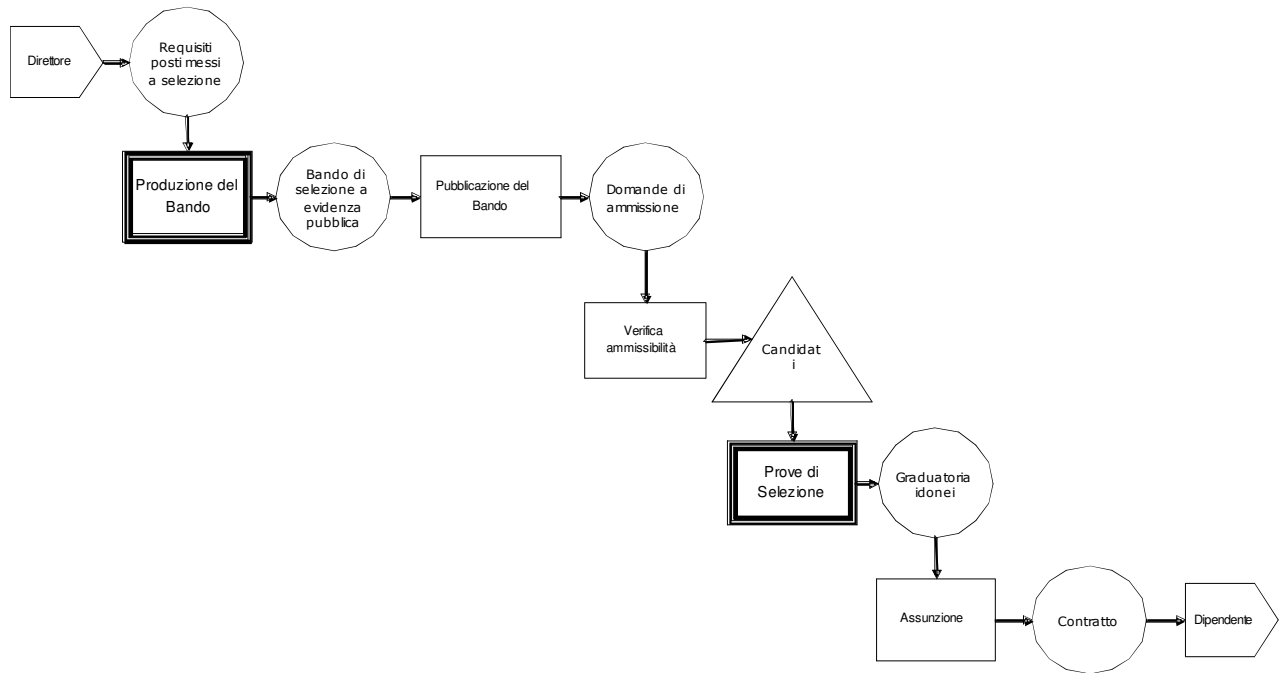 Direttore
Requisiti
posti messi
a selezione
Produzione del
Bando
Bando di
selezione a
evidenza
pubblica
Pubblicazione del
Bando
Domande di
ammissione
Verifica
ammissibilità
Candidat
i
Prove di
Selezione
Graduatoria
idonei
Assunzione
Contratto
Dipendente